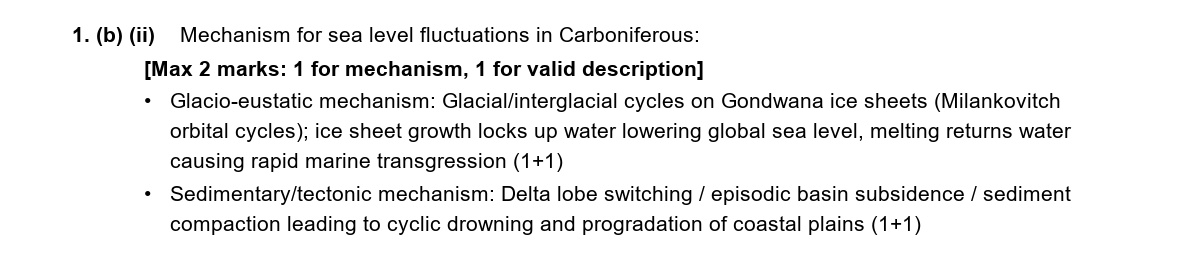 1. (b) (ii) Mechanism for sea level fluctuations in Carboniferous:
[Max 2 marks: 1 for mechanism, 1 for valid description]
• Glacio-eustatic mechanism: Glacial/interglacial cycles on Gondwana ice sheets (Milankovitch
orbital cycles); ice sheet growth locks up water lowering global sea level, melting returns water
causing rapid marine transgression (1+1)
• Sedimentary/tectonic mechanism: Delta lobe switching / episodic basin subsidence / sediment
compaction leading to cyclic drowning and progradation of coastal plains (1+1)